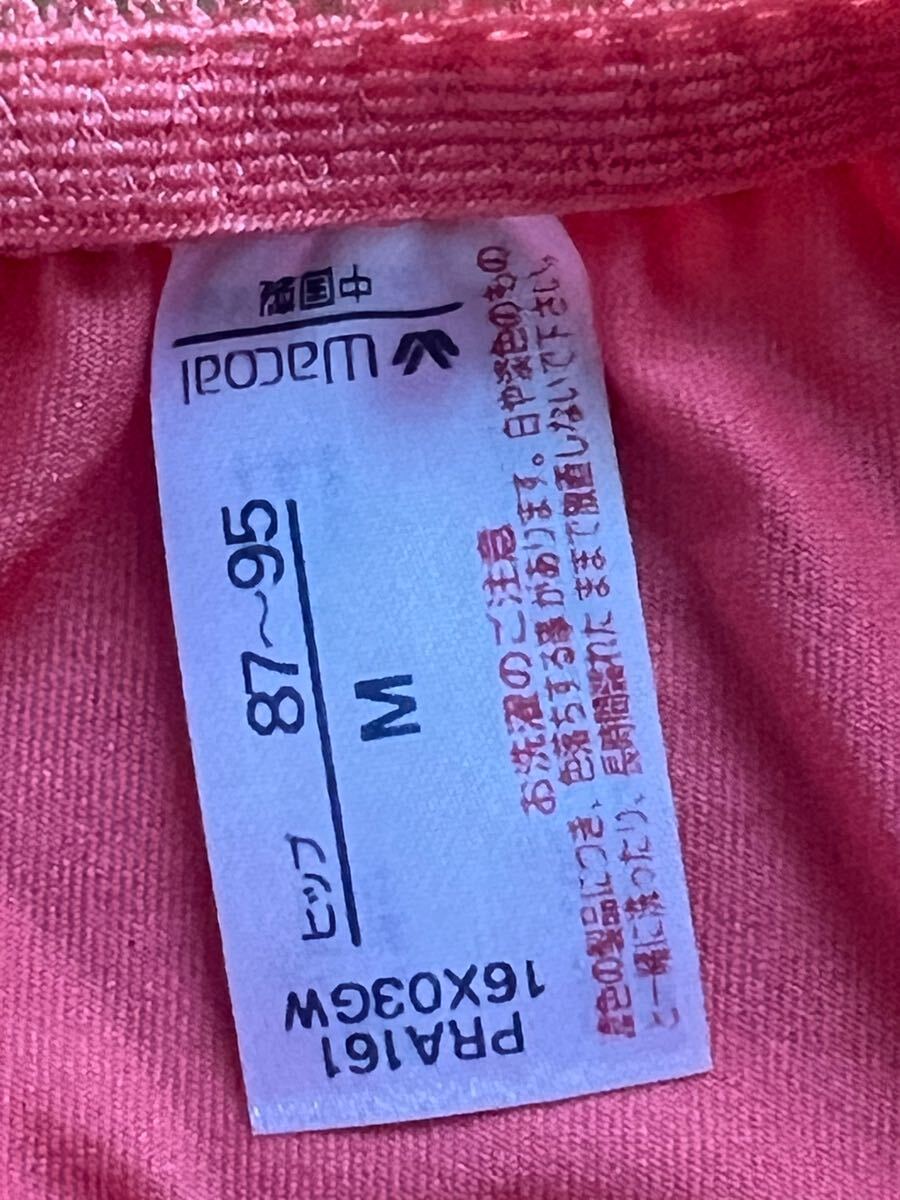 PRA161
16X03GW
ヒップ 87〜95
M
お洗濯のご注意
濃色の製品につき、色落ちする事があります。白や淡色のもの
と一緒に洗ったり、長時間濡れたままで放置しないで下さい。
Wacoal
中国製